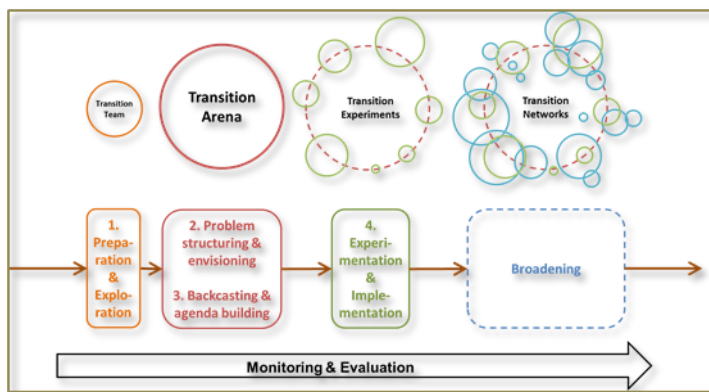 Transition
Team
Transition
Arena
Transition
Experiments
Transition
Networks
1.
Prepa-
ration
&
Explo-
ration
2. Problem
structuring &
envisioning
3. Backcasting &
agenda building
4.
Experi-
mentation
&
Imple-
mentation
Broadening
Monitoring & Evaluation